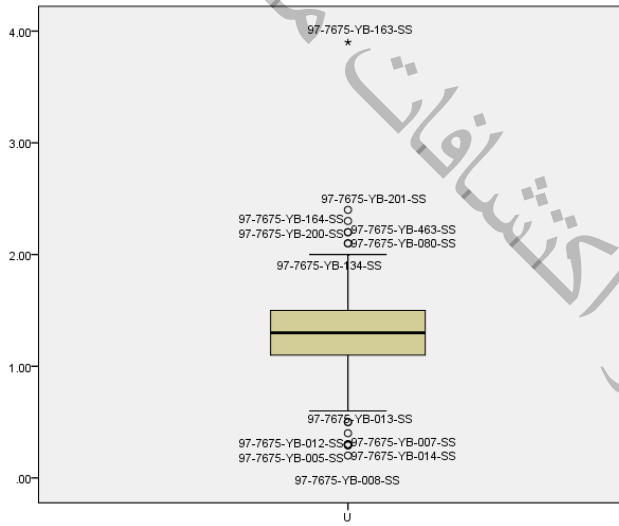 4.00
97-7675-YB-163-SS
*
3.00
97-7675-YB-201-SS
97-7675-YB-164-SS
97-7675-YB-463-SS
97-7675-YB-200-SS
97-7675-YB-080-SS
2.00
97-7675-YB-134-SS
1.00
97-7675-YB-013-SS
97-7675-YB-012-SS
97-7675-YB-007-SS
97-7675-YB-005-SS
97-7675-YB-014-SS
.00
97-7675-YB-008-SS
U
اکتشافات